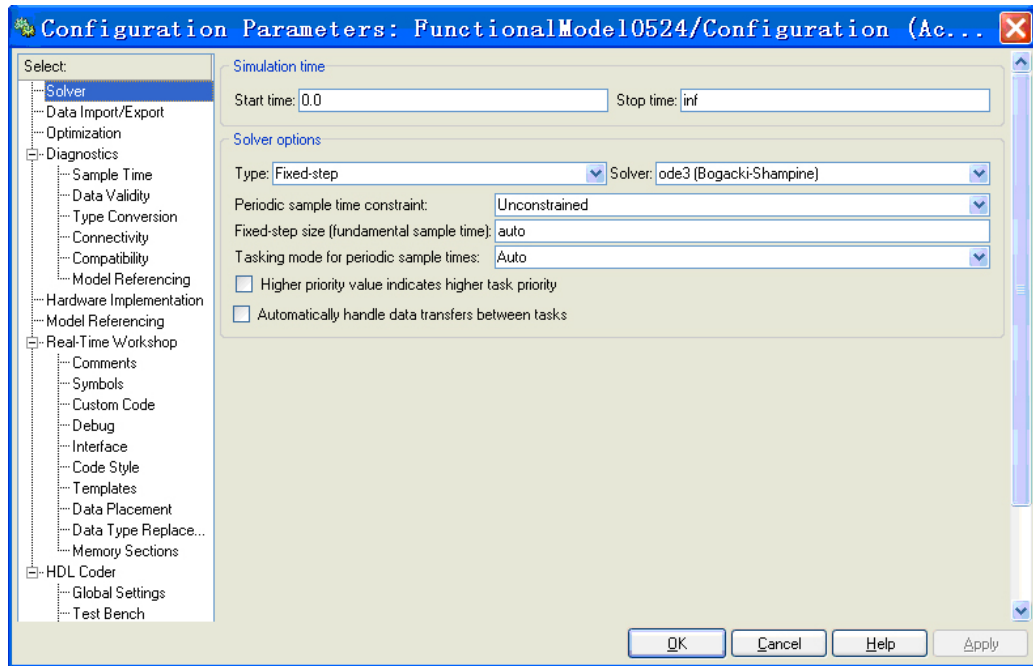 Configuration Parameters: FunctionalModel0524/Configuration (Ac...
Select:
Solver
Data Import/Export
Optimization
Diagnostics
Sample Time
Data Validity
Type Conversion
Connectivity
Compatibility
Model Referencing
Hardware Implementation
Model Referencing
Real-Time Workshop
Comments
Symbols
Custom Code
Debug
Interface
Code Style
Templates
Data Placement
Data Type Replace...
Memory Sections
HDL Coder
Global Settings
Test Bench
Simulation time
Start time: 0.0 Stop time: inf
Solver options
Type: Fixed-step Solver: ode3 (Bogacki-Shampine)
Periodic sample time constraint: Unconstrained
Fixed-step size (fundamental sample time): auto
Tasking mode for periodic sample times: Auto
Higher priority value indicates higher task priority
Automatically handle data transfers between tasks
OK Cancel Help Apply